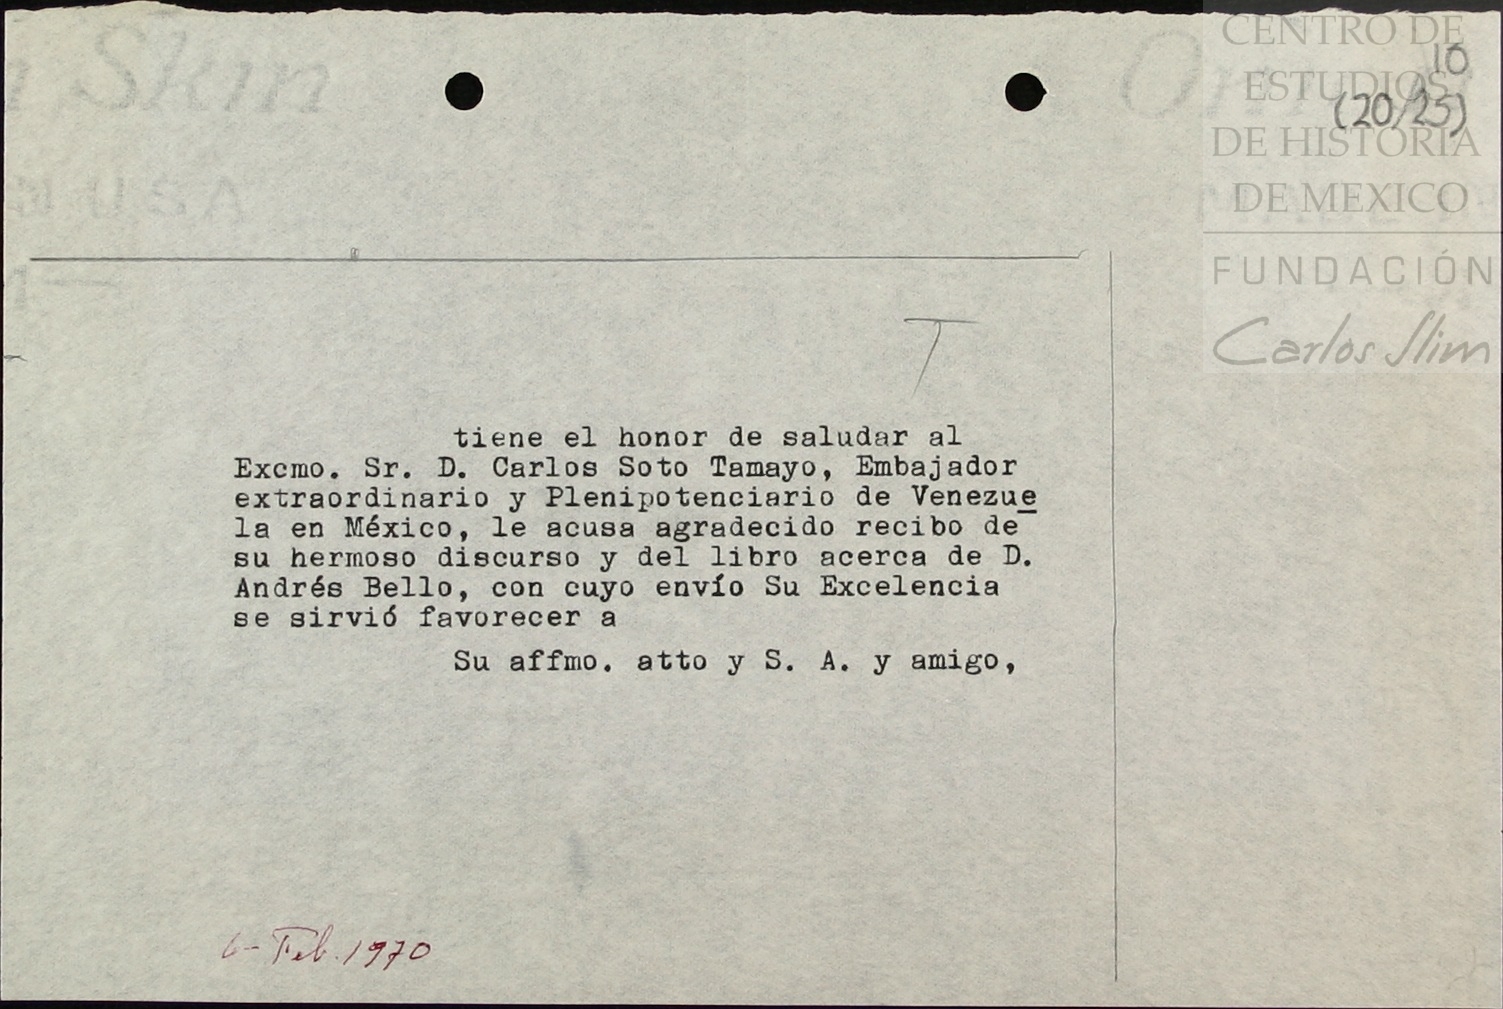 CENTRO DE
ESTUDIOS
DE HISTORIA
DE MEXICO
FUNDACIÓN
Carlos Slim
10
(20/25)
Onion Skin
U S A
T
tiene el honor de saludar al
Excmo. Sr. D. Carlos Soto Tamayo, Embajador
extraordinario y Plenipotenciario de Venezue
la en México, le acusa agradecido recibo de
su hermoso discurso y del libro acerca de D.
Andrés Bello, con cuyo envío Su Excelencia
se sirvió favorecer a
Su affmo. atto y S. A. y amigo,
6- Feb. 1970